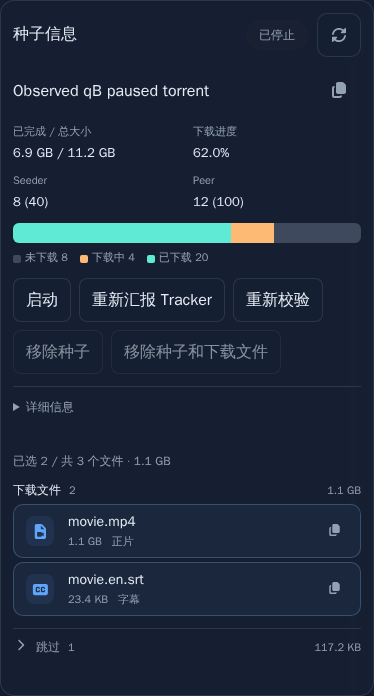 种子信息
已停止
Observed qB paused torrent
已完成 / 总大小
下载进度
6.9 GB / 11.2 GB
62.0%
Seeder
Peer
8 (40)
12 (100)
未下载 8 下载中 4 已下载 20
启动
重新汇报 Tracker
重新校验
移除种子
移除种子和下载文件
详细信息
已选 2 / 共 3 个文件 · 1.1 GB
下载文件 2
1.1 GB
movie.mp4
1.1 GB 正片
CC
movie.en.srt
23.4 KB 字幕
跳过 1
117.2 KB